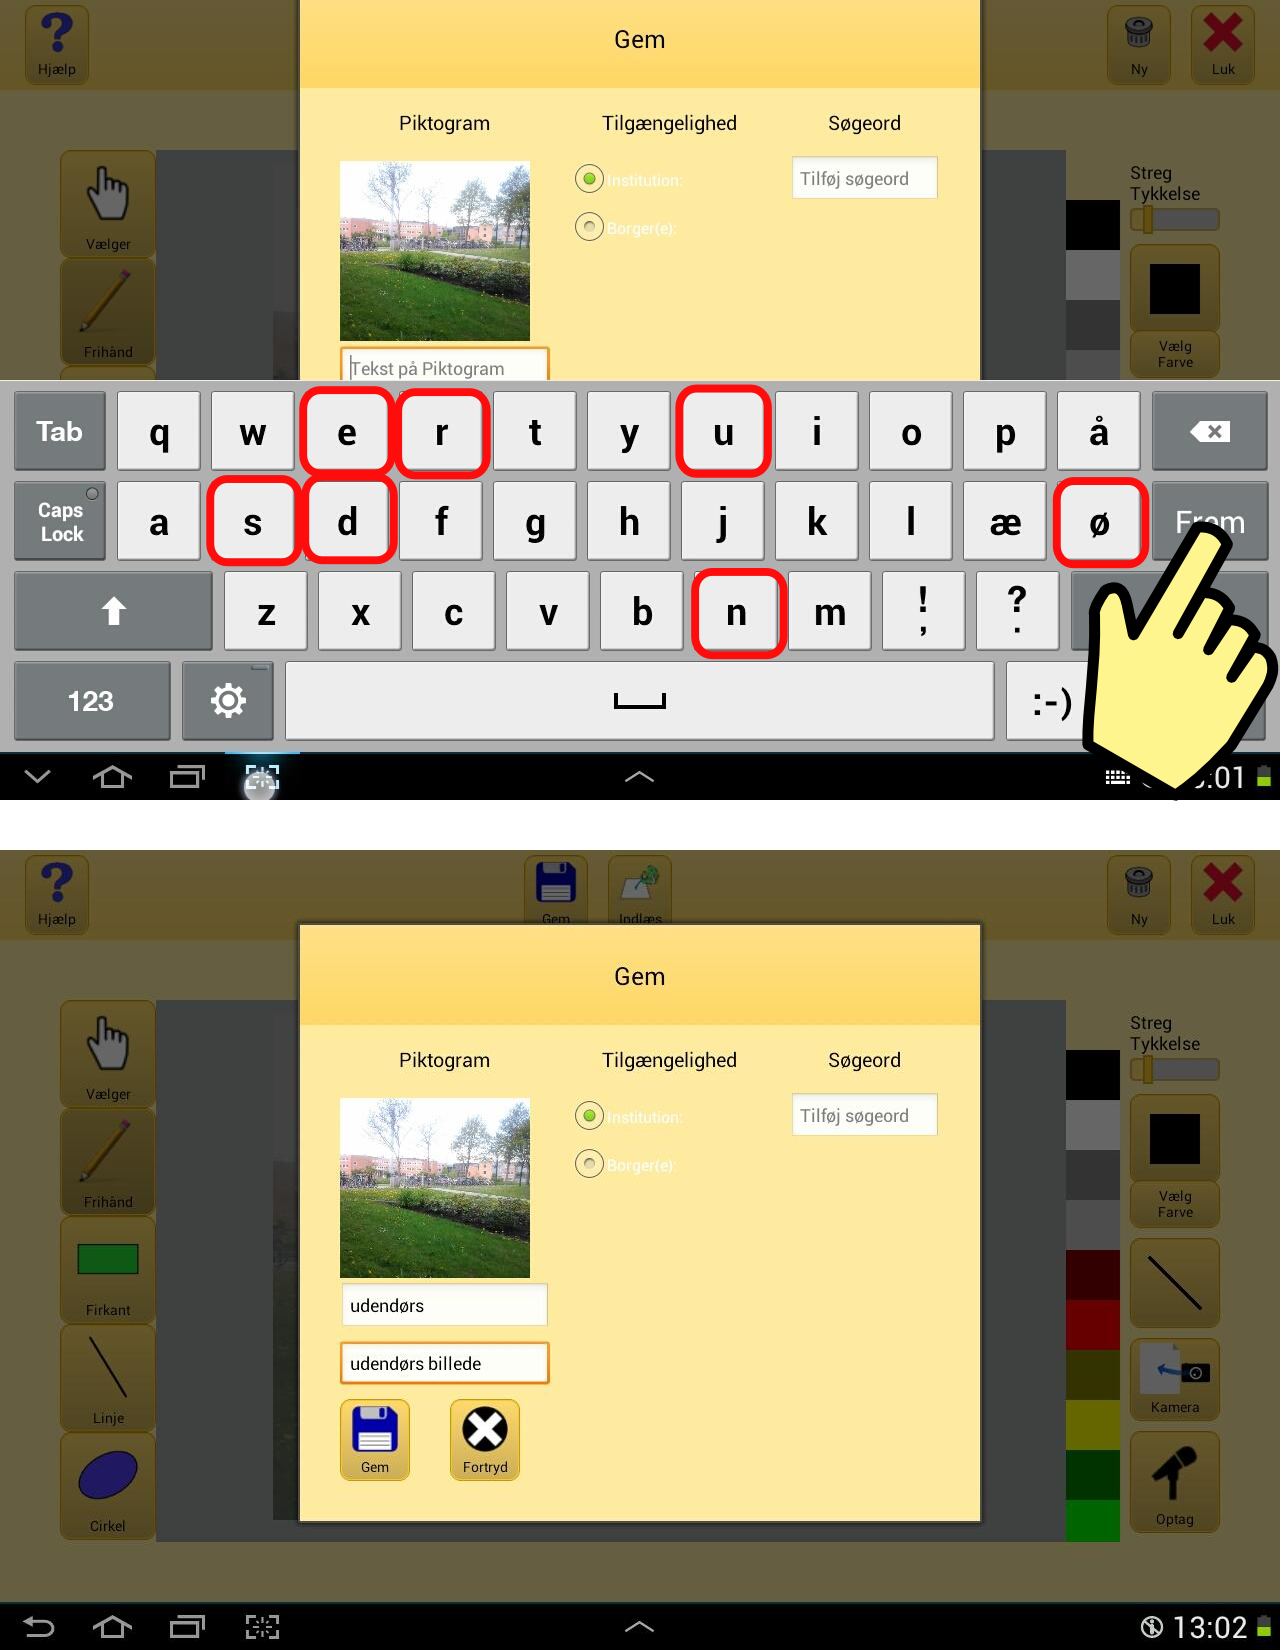 Gem
Hjælp
Ny
Luk
Piktogram
Tilgængelighed
Søgeord
Institution:
Tilføj søgeord
Borger(e):
Streg
Tykkelse
Vælger
Frihånd
Vælg
Farve
Tekst på Piktogram
Tab q w e r t y u i o p å
Caps
Lock a s d f g h j k l æ ø
z x c v b n m ! , ? .
123 :-)
:01
Hjælp
Gem
Indlæs
Ny
Luk
Gem
Piktogram
Tilgængelighed
Søgeord
Institution:
Tilføj søgeord
Borger(e):
Streg
Tykkelse
Vælger
Frihånd
Vælg
Farve
Firkant
udendørs
udendørs billede
Linje
Kamera
Gem
Fortryd
Cirkel
Optag
13:02